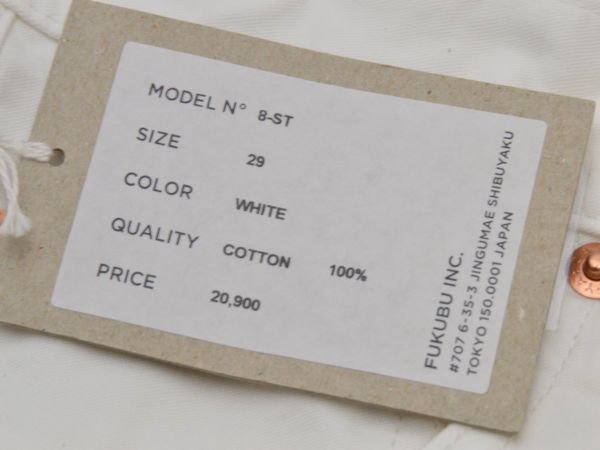 MODEL N° 8-ST
SIZE 29
COLOR WHITE
QUALITY COTTON 100%
PRICE 20,900
FUKUBU INC.
#707 6-35-3 JINGUMAE SHIBUYAKU
TOKYO 150.0001 JAPAN